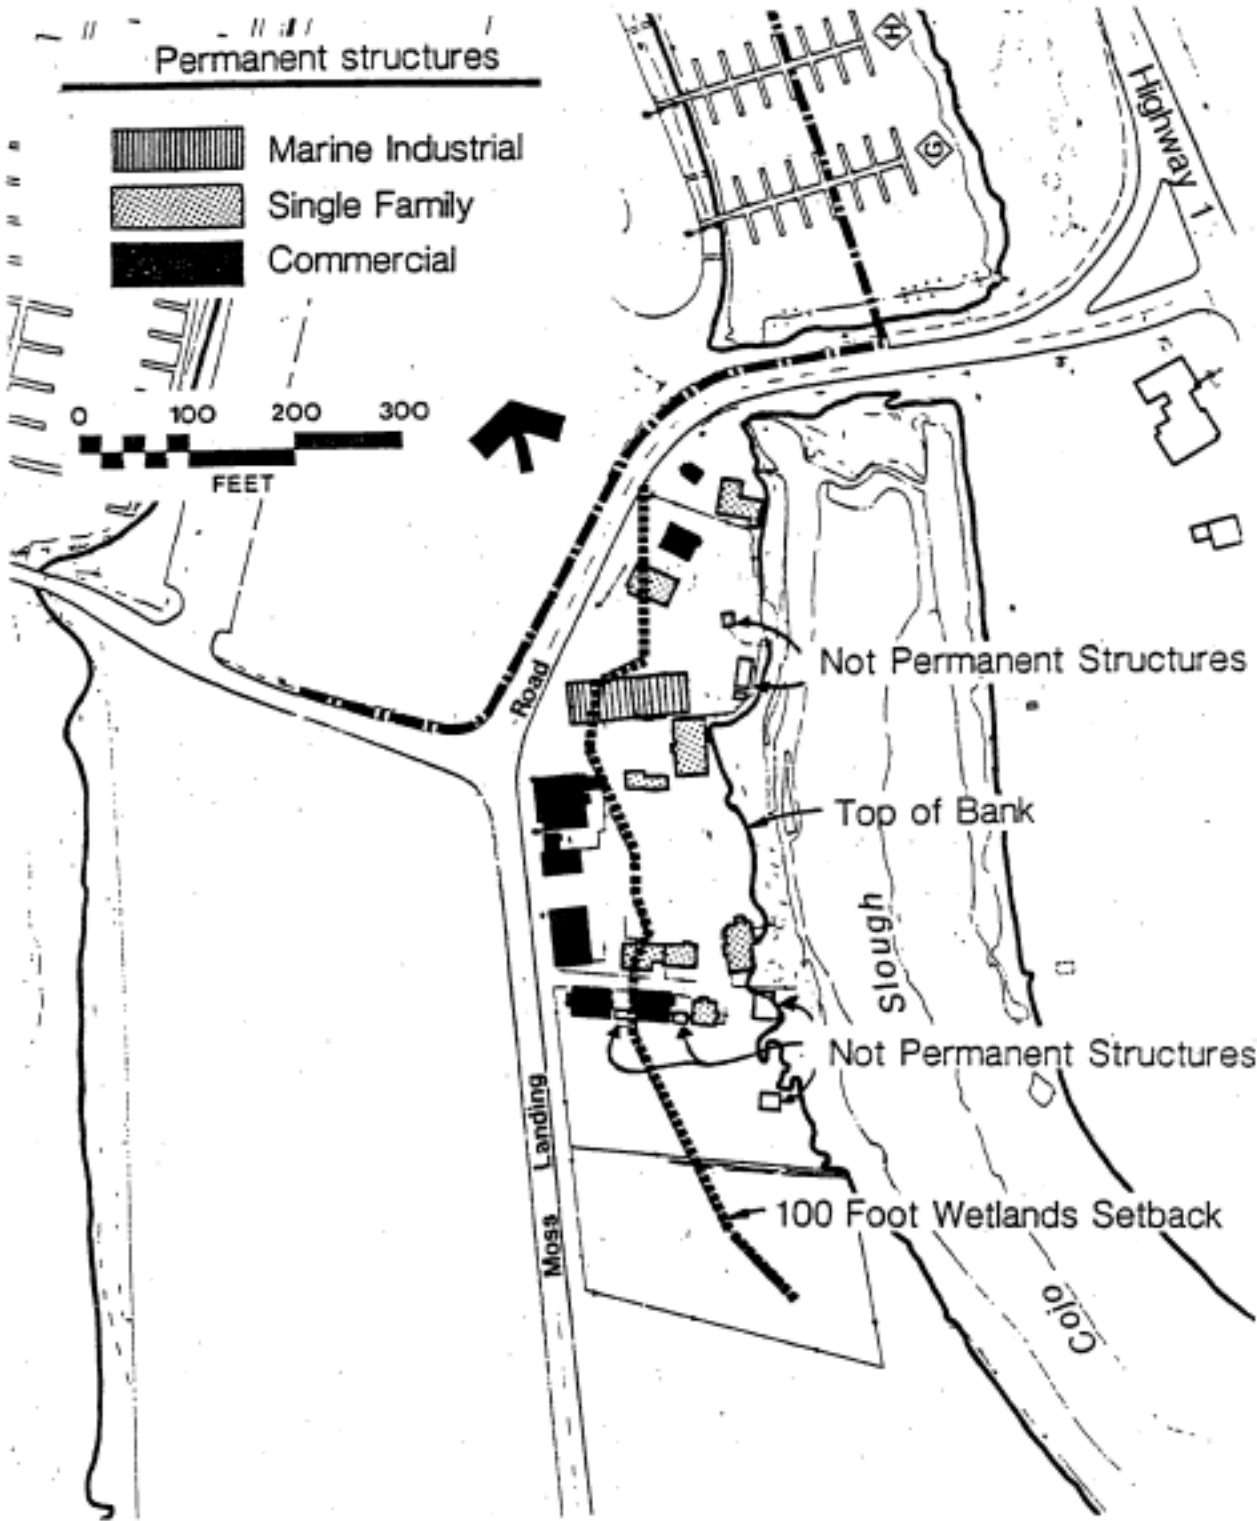 Permanent structures
Marine Industrial
Single Family
Commercial
H
G
Highway 1
0 100 200 300
FEET
Road
Not Permanent Structures
Top of Bank
Slough
Not Permanent Structures
Landing
Moss
100 Foot Wetlands Setback
Cojo